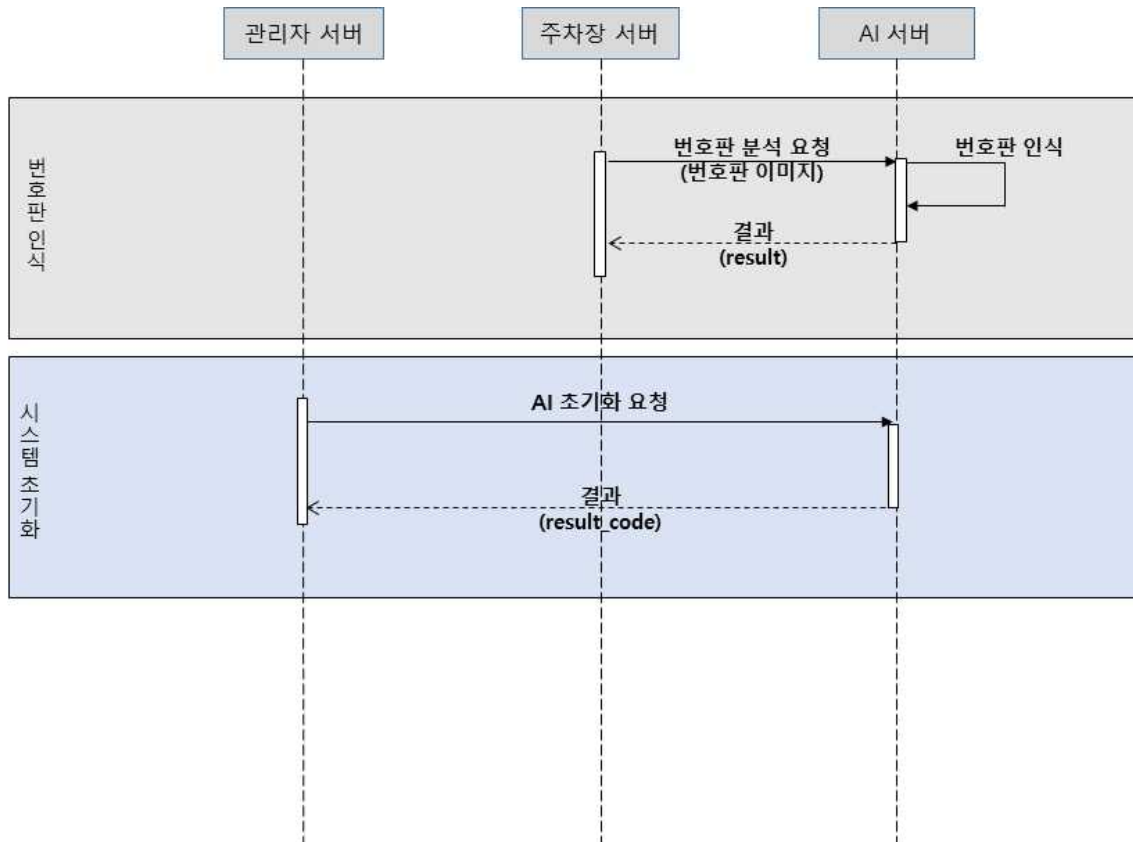 관리자 서버
주차장 서버
AI 서버
번호판 인식
번호판 분석 요청
(번호판 이미지)
번호판 인식
결과
(result)
시스템 초기화
AI 초기화 요청
결과
(result_code)